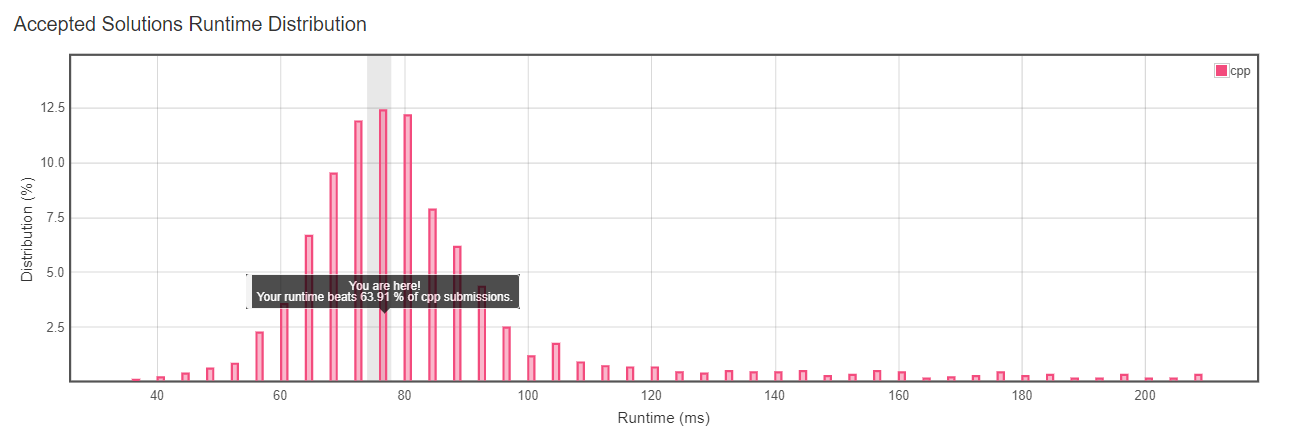 Accepted Solutions Runtime Distribution
cpp
12.5
10.0
7.5
5.0
2.5
Distribution (%)
You are here!
Your runtime beats 63.91 % of cpp submissions.
40 60 80 100 120 140 160 180 200
Runtime (ms)